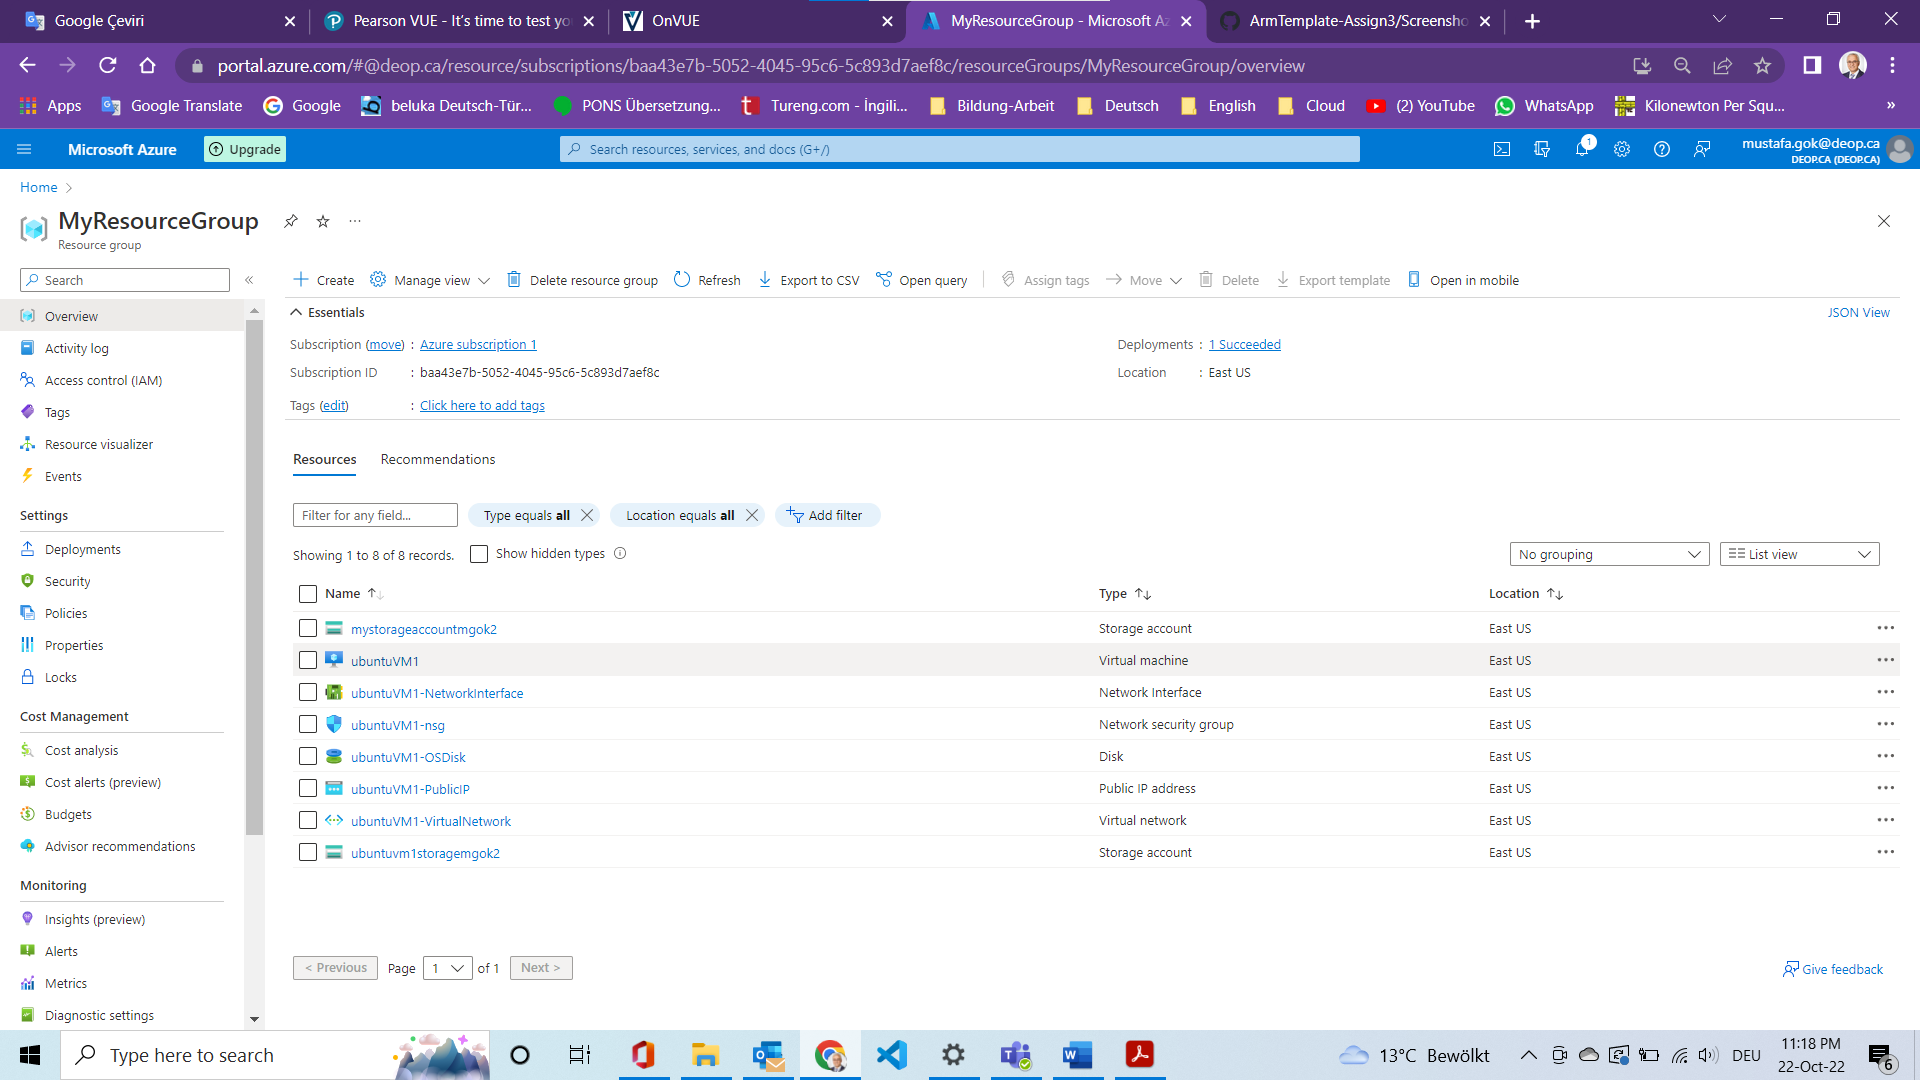 Google Çeviri
Pearson VUE - It's time to test yo
OnVUE
MyResourceGroup - Microsoft Az
ArmTemplate-Assign3/Screensho
portal.azure.com/#@deop.ca/resource/subscriptions/baa43e7b-5052-4045-95c6-5c893d7aef8c/resourceGroups/MyResourceGroup/overview
Apps
Google Translate
Google
beluka Deutsch-Tür...
PONS Übersetzung...
Tureng.com - İngili...
Bildung-Arbeit
Deutsch
English
Cloud
(2) YouTube
WhatsApp
Kilonewton Per Squ...
»
Microsoft Azure
Upgrade
Search resources, services, and docs (G+/)
1
mustafa.gok@deop.ca
DEOP.CA (DEOP.CA)
Home
MyResourceGroup
Resource group
Search
Create
Manage view
Delete resource group
Refresh
Export to CSV
Open query
Assign tags
Move
Delete
Export template
Open in mobile
Overview
Activity log
Access control (IAM)
Tags
Resource visualizer
Events
Settings
Deployments
Security
Policies
Properties
Locks
Cost Management
Cost analysis
Cost alerts (preview)
Budgets
Advisor recommendations
Monitoring
Insights (preview)
Alerts
Metrics
Diagnostic settings
Essentials
JSON View
Subscription (move) : Azure subscription 1
Deployments : 1 Succeeded
Subscription ID : baa43e7b-5052-4045-95c6-5c893d7aef8c
Location : East US
Tags (edit) : Click here to add tags
Resources
Recommendations
Filter for any field...
Type equals all
Location equals all
Add filter
Showing 1 to 8 of 8 records.
Show hidden types
No grouping
List view
Name
Type
Location
mystorageaccountmgok2 Storage account East US
ubuntuVM1 Virtual machine East US
ubuntuVM1-NetworkInterface Network Interface East US
ubuntuVM1-nsg Network security group East US
ubuntuVM1-OSDisk Disk East US
ubuntuVM1-PublicIP Public IP address East US
ubuntuVM1-VirtualNetwork Virtual network East US
ubuntuvm1storagemgok2 Storage account East US
< Previous
Page 1 of 1
Next >
Give feedback
Type here to search
13°C Bewölkt
DEU
11:18 PM
22-Oct-22
6